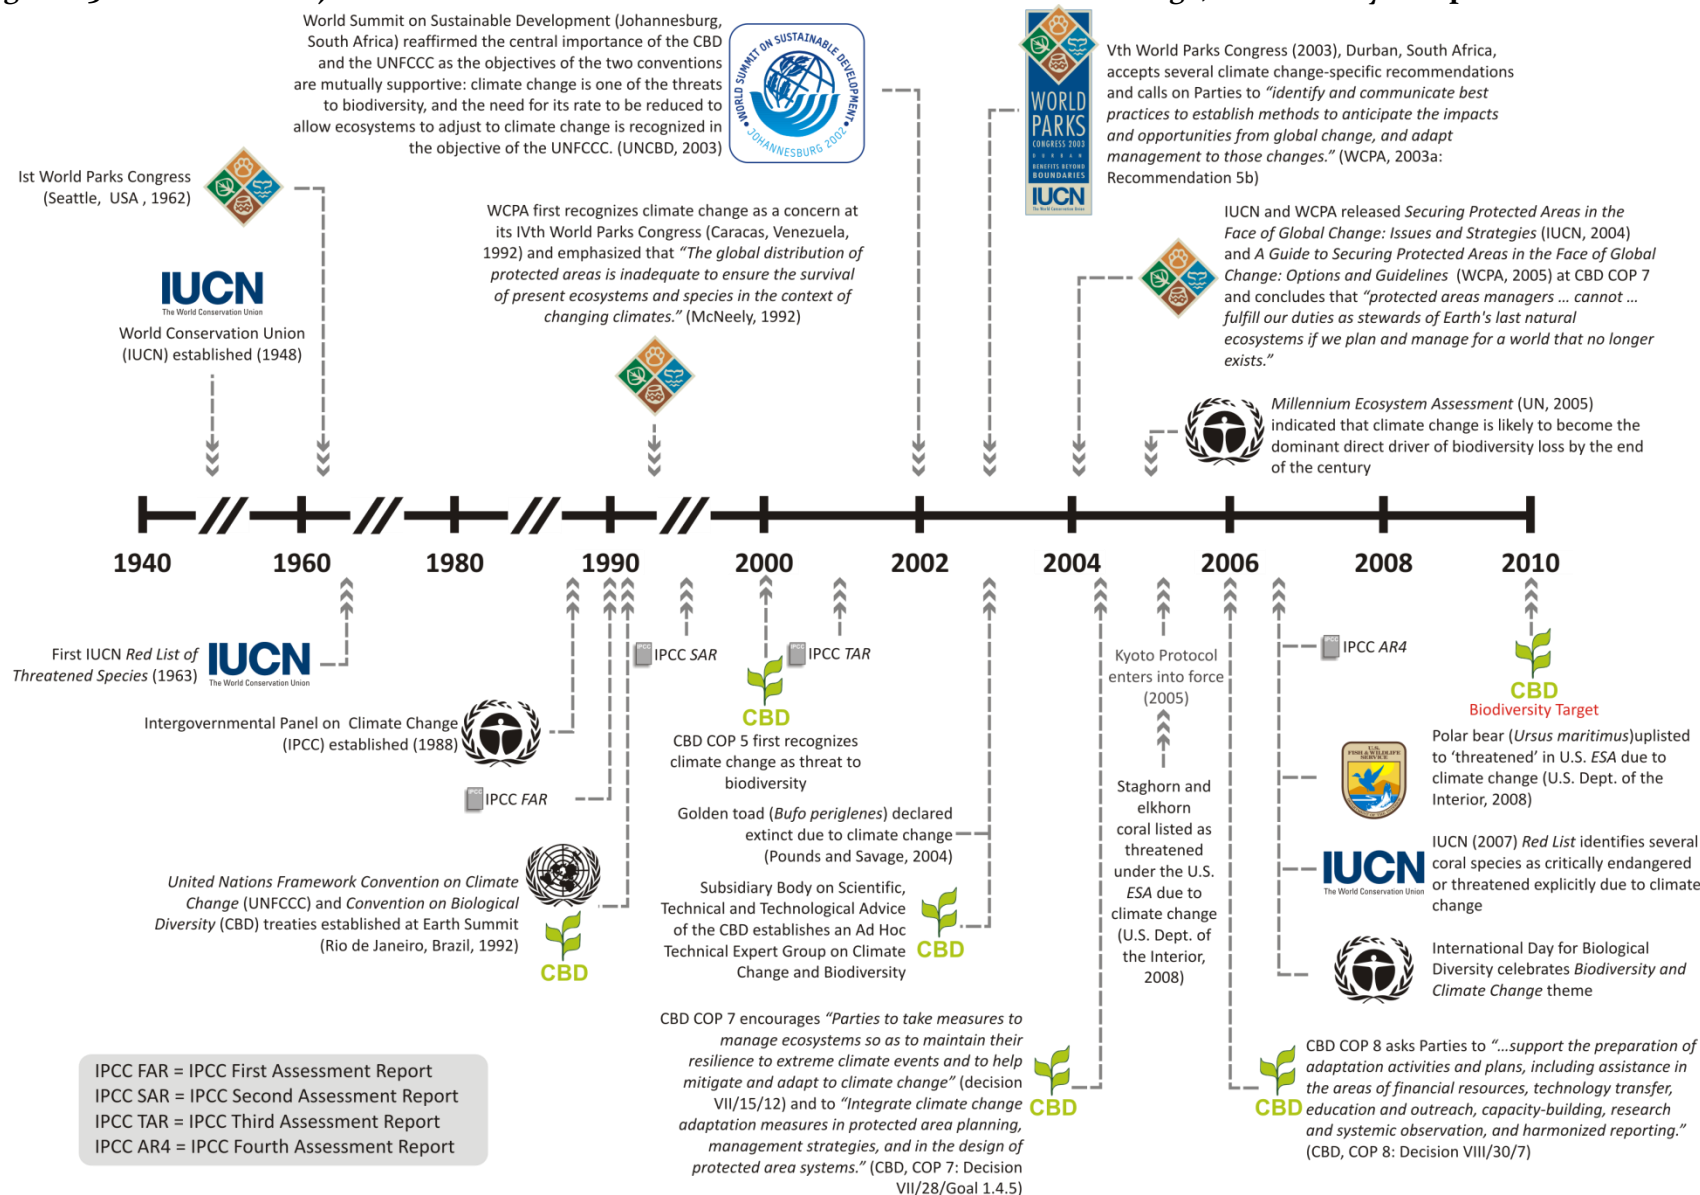 World Summit on Sustainable Development (Johannesburg,
South Africa) reaffirmed the central importance of the CBD
and the UNFCCC as the objectives of the two conventions
are mutually supportive: climate change is one of the threats
to biodiversity, and the need for its rate to be reduced to
allow ecosystems to adjust to climate change is recognized in
the objective of the UNFCCC. (UNCBD, 2003)
WORLD SUMMIT ON SUSTAINABLE DEVELOPMENT
JOHANNESBURG 2002
WORLD
PARKS
CONGRESS 2003
DURBAN
BENEFITS BEYOND
BOUNDARIES
IUCN
The World Conservation Union
Vth World Parks Congress (2003), Durban, South Africa,
accepts several climate change-specific recommendations
and calls on Parties to “identify and communicate best
practices to establish methods to anticipate the impacts
and opportunities from global change, and adapt
management to those changes.” (WCPA, 2003a:
Recommendation 5b)
Ist World Parks Congress
(Seattle, USA , 1962)
WCPA first recognizes climate change as a concern at
its IVth World Parks Congress (Caracas, Venezuela,
1992) and emphasized that “The global distribution of
protected areas is inadequate to ensure the survival
of present ecosystems and species in the context of
changing climates.” (McNeely, 1992)
IUCN and WCPA released Securing Protected Areas in the
Face of Global Change: Issues and Strategies (IUCN, 2004)
and A Guide to Securing Protected Areas in the Face of Global
Change: Options and Guidelines (WCPA, 2005) at CBD COP 7
and concludes that “protected areas managers ... cannot ...
fulfill our duties as stewards of Earth's last natural
ecosystems if we plan and manage for a world that no longer
exists.”
IUCN
The World Conservation Union
World Conservation Union
(IUCN) established (1948)
Millennium Ecosystem Assessment (UN, 2005)
indicated that climate change is likely to become the
dominant direct driver of biodiversity loss by the end
of the century
1940 1960 1980 1990 2000 2002 2004 2006 2008 2010
First IUCN Red List of
Threatened Species (1963)
IUCN
The World Conservation Union
IPCC
IPCC SAR
IPCC
IPCC TAR
Kyoto Protocol
enters into force
(2005)
IPCC
IPCC AR4
CBD
Biodiversity Target
Intergovernmental Panel on Climate Change
(IPCC) established (1988)
CBD
CBD COP 5 first recognizes
climate change as threat to
biodiversity
U.S.
FISH & WILDLIFE
SERVICE
Polar bear (Ursus maritimus)uplisted
to ‘threatened’ in U.S. ESA due to
climate change (U.S. Dept. of the
Interior, 2008)
IPCC
IPCC FAR
Golden toad (Bufo periglenes) declared
extinct due to climate change
(Pounds and Savage, 2004)
Staghorn and
elkhorn
coral listed as
threatened
under the U.S.
ESA due to
climate change
(U.S. Dept. of
the Interior,
2008)
IUCN
The World Conservation Union
IUCN (2007) Red List identifies several
coral species as critically endangered
or threatened explicitly due to climate
change
United Nations Framework Convention on Climate
Change (UNFCCC) and Convention on Biological
Diversity (CBD) treaties established at Earth Summit
(Rio de Janeiro, Brazil, 1992)
CBD
Subsidiary Body on Scientific,
Technical and Technological Advice
of the CBD establishes an Ad Hoc
Technical Expert Group on Climate
Change and Biodiversity
CBD
International Day for Biological
Diversity celebrates Biodiversity and
Climate Change theme
CBD COP 7 encourages “Parties to take measures to
manage ecosystems so as to maintain their
resilience to extreme climate events and to help
mitigate and adapt to climate change” (decision
VII/15/12) and to “Integrate climate change
adaptation measures in protected area planning,
management strategies, and in the design of
protected area systems.” (CBD, COP 7: Decision
VII/28/Goal 1.4.5)
CBD
CBD
CBD COP 8 asks Parties to “...support the preparation of
adaptation activities and plans, including assistance in
the areas of financial resources, technology transfer,
education and outreach, capacity-building, research
and systemic observation, and harmonized reporting.”
(CBD, COP 8: Decision VIII/30/7)
IPCC FAR = IPCC First Assessment Report
IPCC SAR = IPCC Second Assessment Report
IPCC TAR = IPCC Third Assessment Report
IPCC AR4 = IPCC Fourth Assessment Report